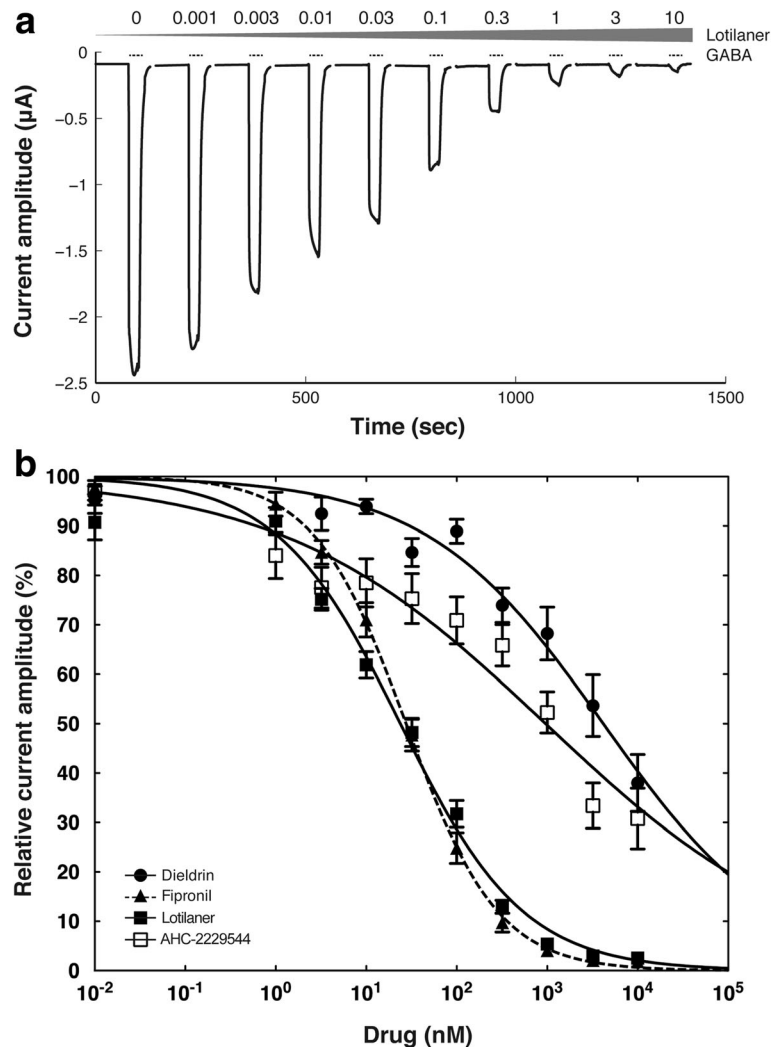 a
0 0.001 0.003 0.01 0.03 0.1 0.3 1 3 10
Lotilaner
GABA
Current amplitude (µA)
0
−0.5
−1
−1.5
−2
−2.5
0 500 1000 1500
Time (sec)
b
Relative current amplitude (%)
100
90
80
70
60
50
40
30
20
10
0
Dieldrin
Fipronil
Lotilaner
AHC-2229544
10⁻² 10⁻¹ 10⁰ 10¹ 10² 10³ 10⁴ 10⁵
Drug (nM)